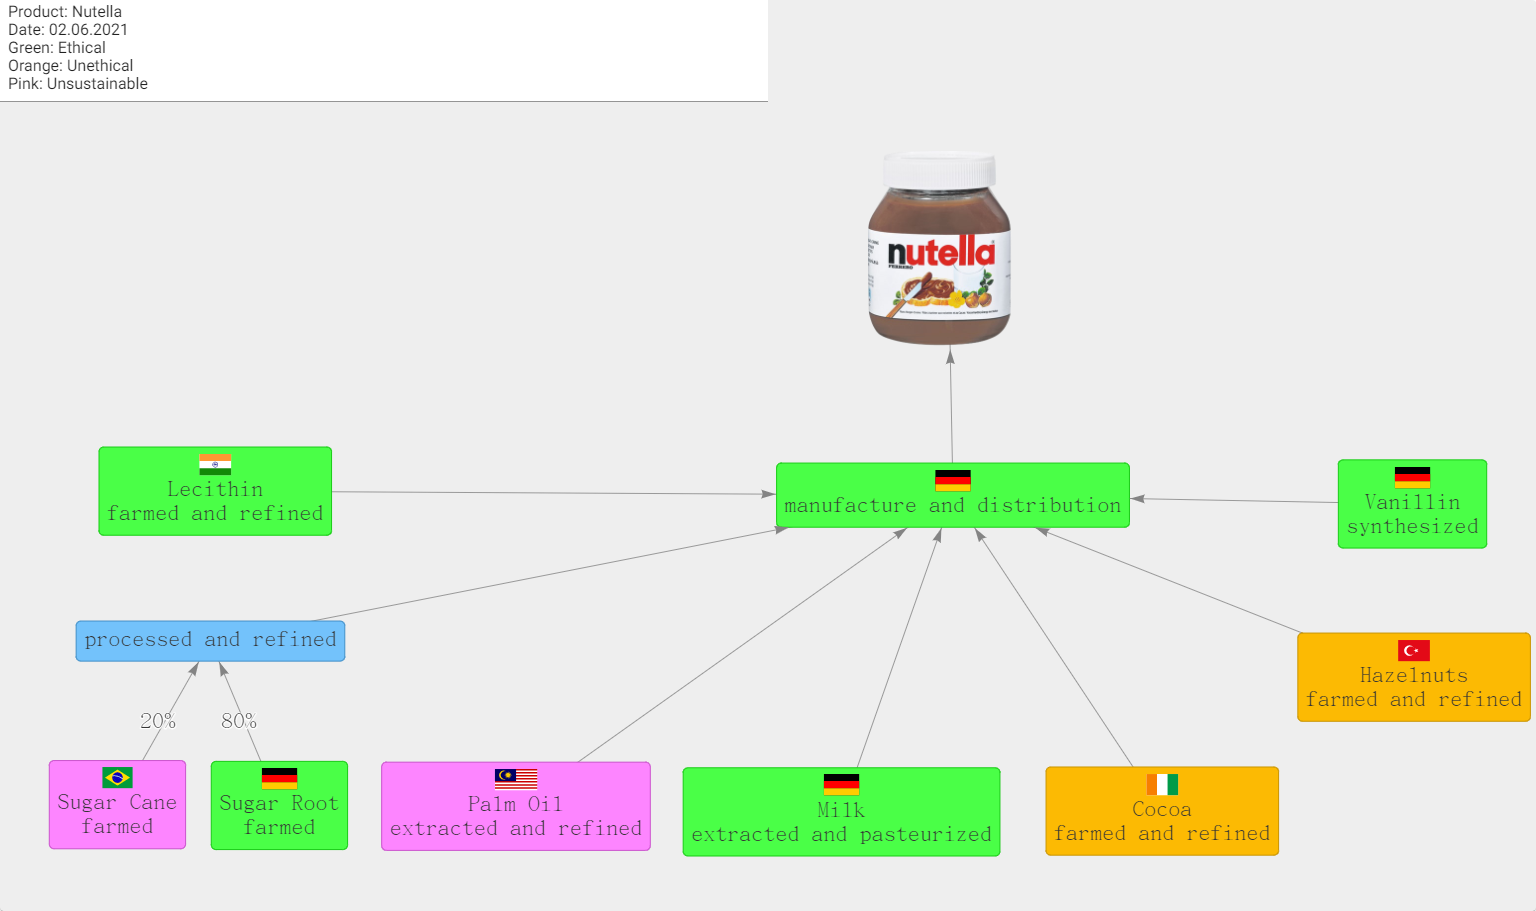 Product: Nutella
Date: 02.06.2021
Green: Ethical
Orange: Unethical
Pink: Unsustainable
nutella
FERRERO
Lecithin
farmed and refined
manufacture and distribution
Vanillin
synthesized
processed and refined
Hazelnuts
farmed and refined
20%
80%
Sugar Cane
farmed
Sugar Root
farmed
Palm Oil
extracted and refined
Milk
extracted and pasteurized
Cocoa
farmed and refined